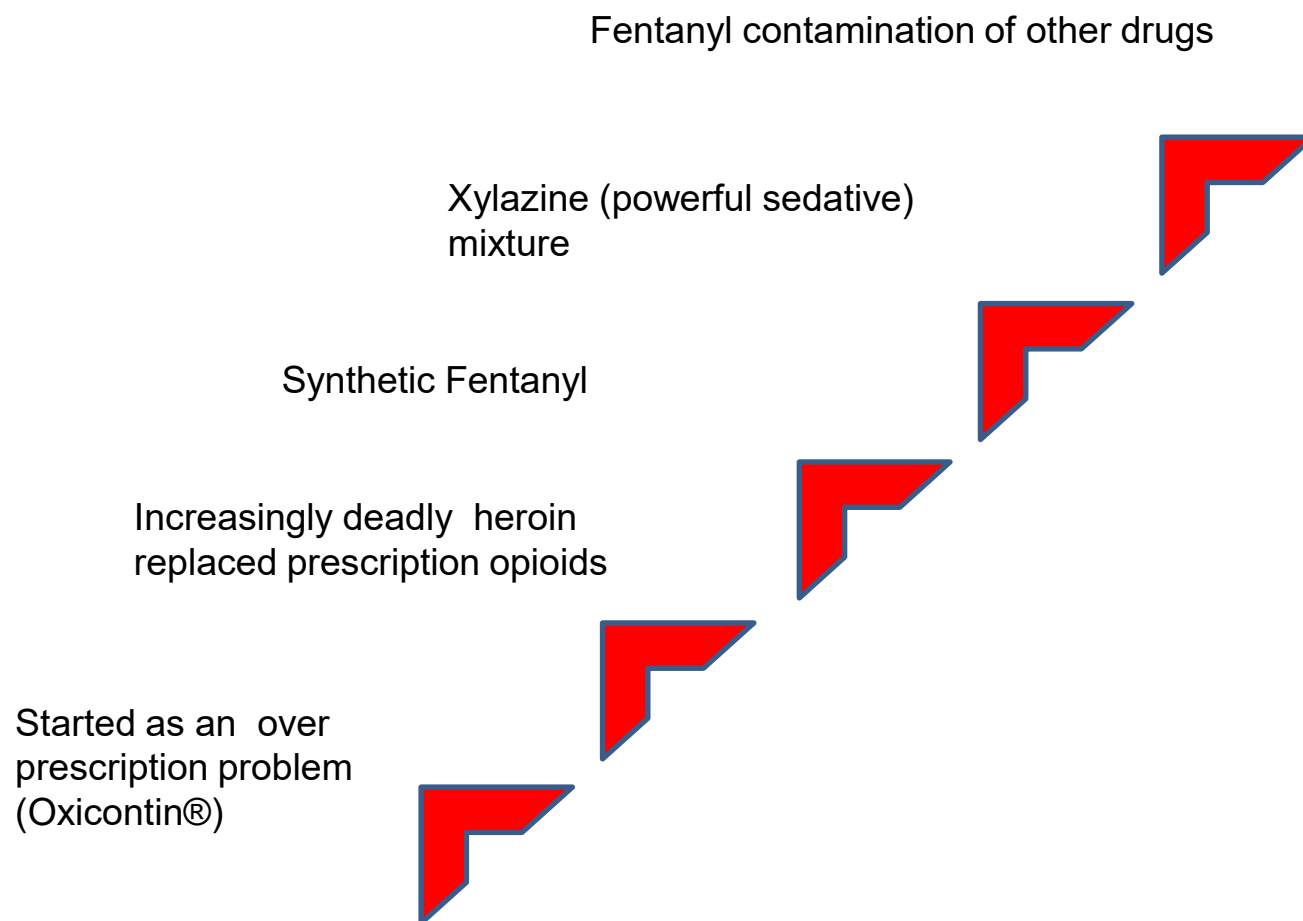 Fentanyl contamination of other drugs
Xylazine (powerful sedative)
mixture
Synthetic Fentanyl
Increasingly deadly  heroin
replaced prescription opioids
Started as an  over
prescription problem
(Oxicontin®)